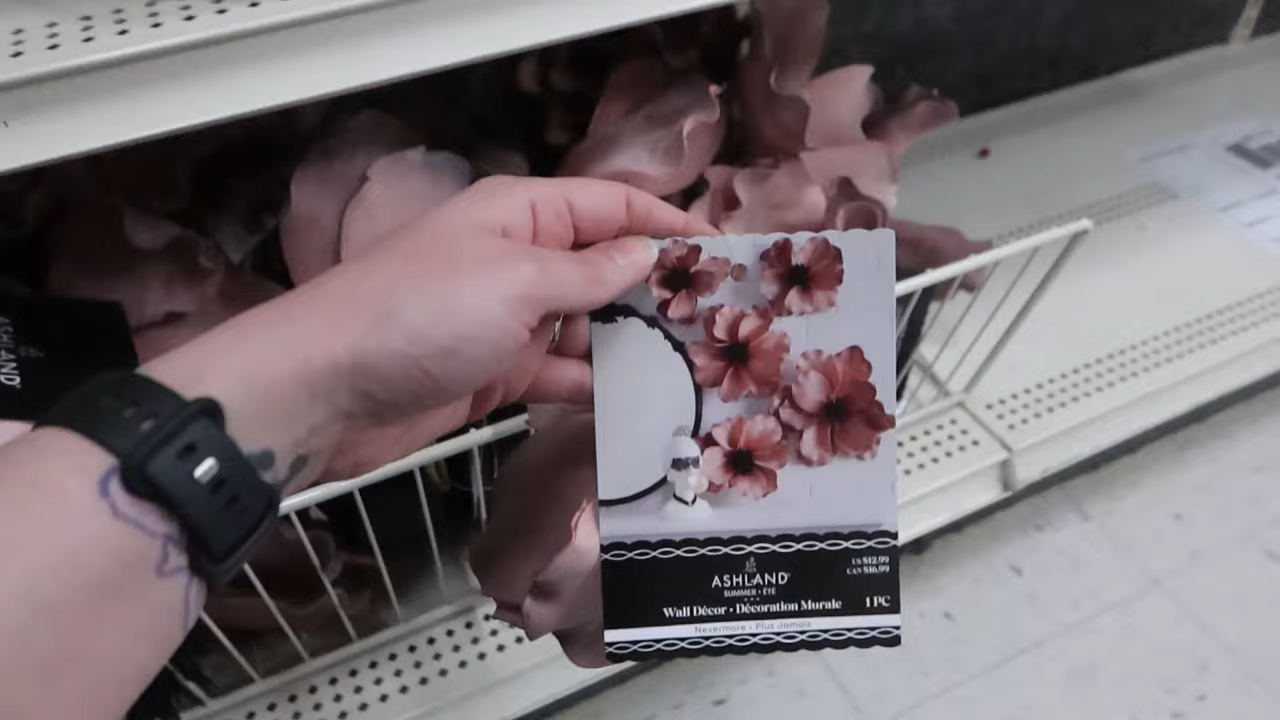 ASHLAND
US $12.99
CAN $16.99
ASHLAND
SUMMER • ÉTÉ
Wall Décor • Décoration Murale 1 PC
Nevermore - Plus Jamais